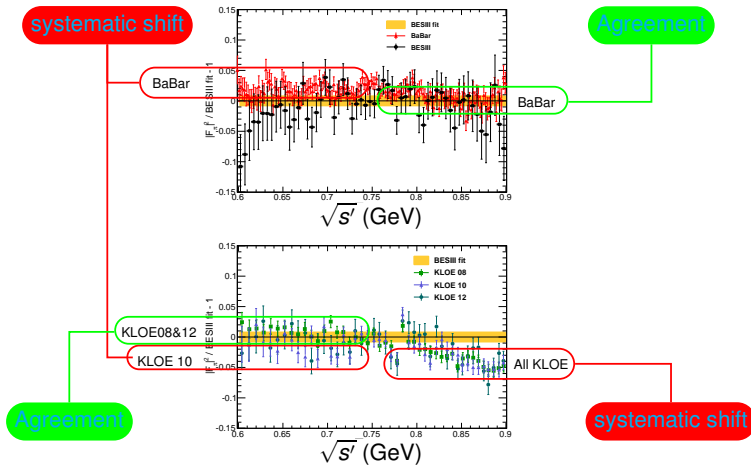 systematic shift
Agreement
BESIII fit
BaBar
BESIII
BaBar
BaBar
|F_π|² / BESIII fit - 1
0.15
0.1
0.05
0
-0.05
-0.1
-0.15
0.6 0.65 0.7 0.75 0.8 0.85 0.9
√s′ (GeV)
BESIII fit
KLOE 08
KLOE 10
KLOE 12
KLOE08&12
KLOE 10
All KLOE
|F_π|² / BESIII fit - 1
0.15
0.1
0.05
0
-0.05
-0.1
-0.15
0.6 0.65 0.7 0.75 0.8 0.85 0.9
√s′ (GeV)
Agreement
systematic shift